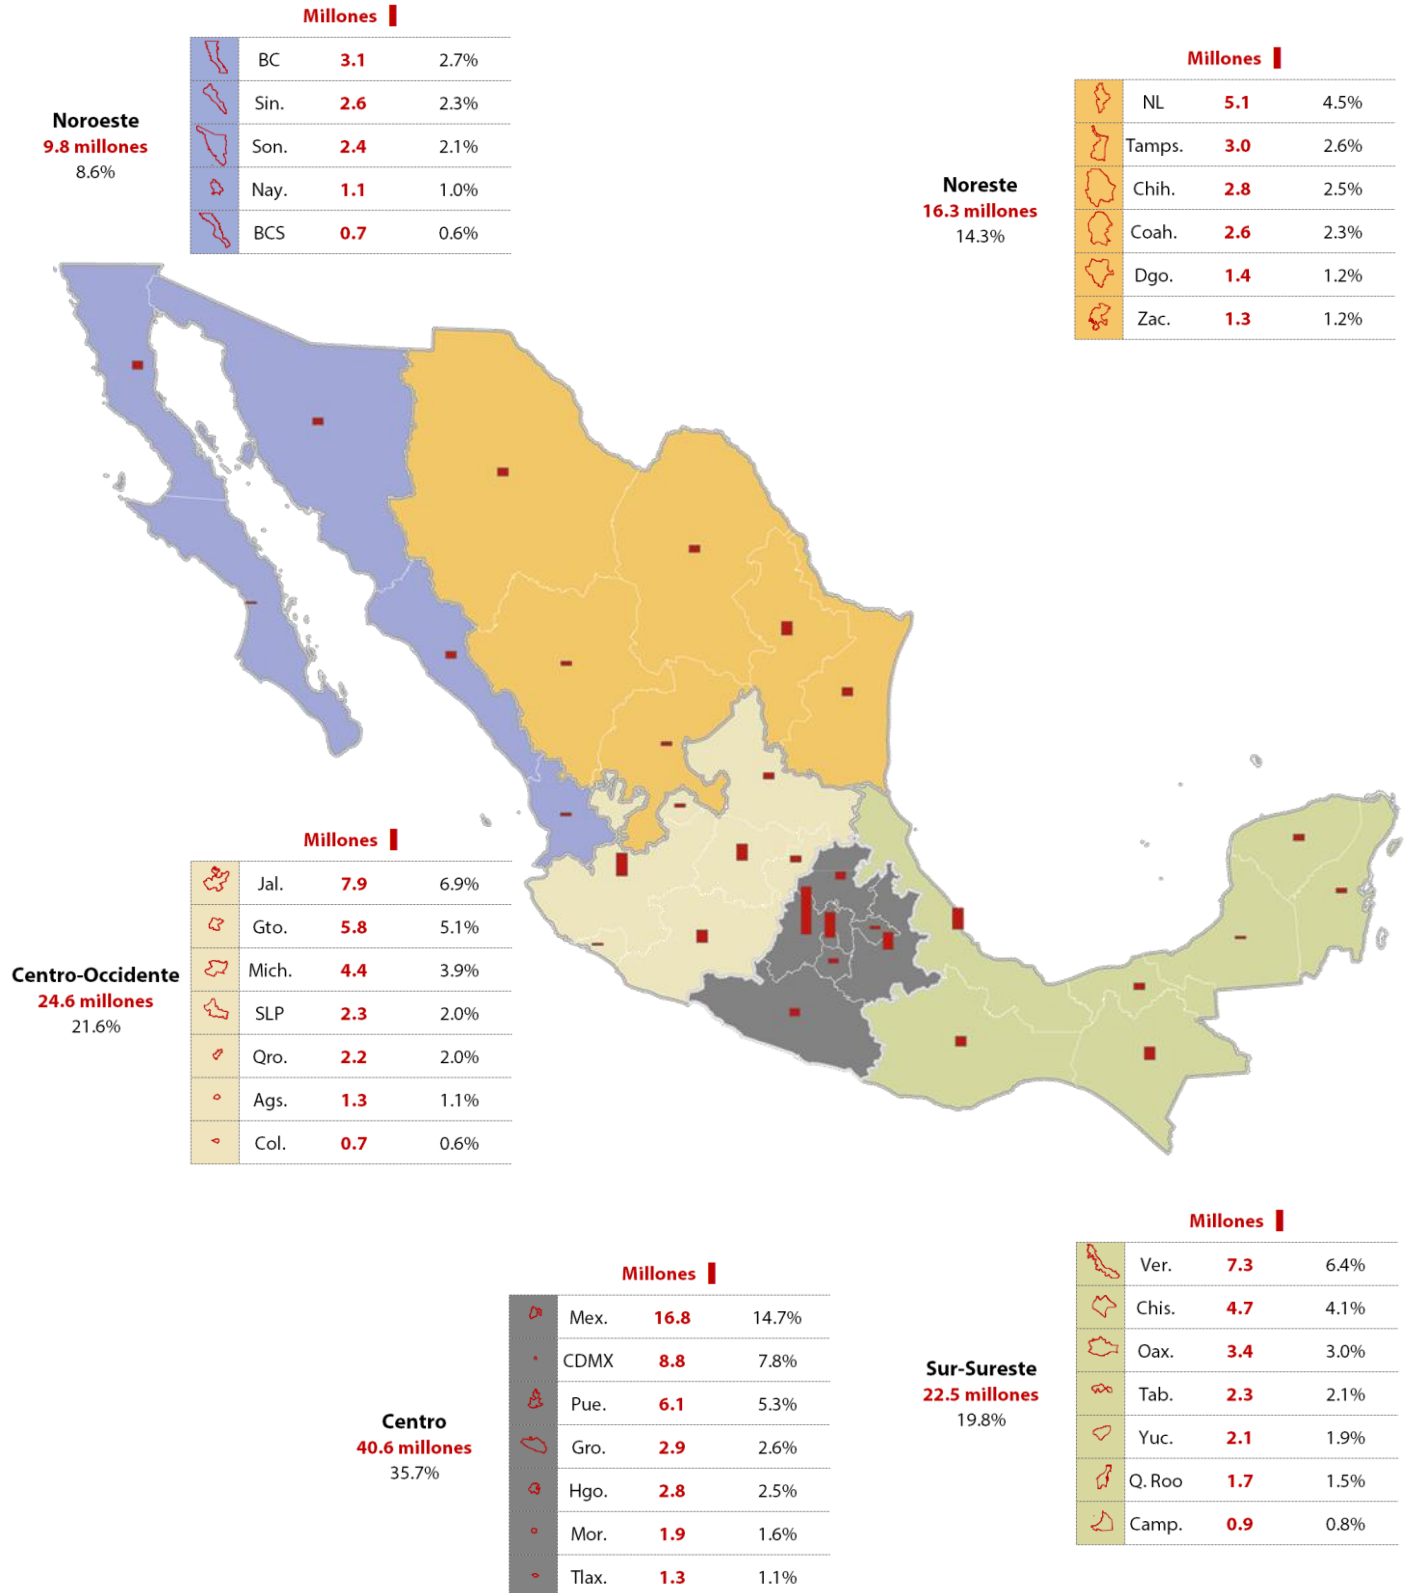 Millones
BC 3.1 2.7%
Sin. 2.6 2.3%
Son. 2.4 2.1%
Nay. 1.1 1.0%
BCS 0.7 0.6%
Noroeste
9.8 millones
8.6%
Millones
NL 5.1 4.5%
Tamps. 3.0 2.6%
Chih. 2.8 2.5%
Coah. 2.6 2.3%
Dgo. 1.4 1.2%
Zac. 1.3 1.2%
Noreste
16.3 millones
14.3%
Millones
Jal. 7.9 6.9%
Gto. 5.8 5.1%
Mich. 4.4 3.9%
SLP 2.3 2.0%
Qro. 2.2 2.0%
Ags. 1.3 1.1%
Col. 0.7 0.6%
Centro-Occidente
24.6 millones
21.6%
Millones
Mex. 16.8 14.7%
CDMX 8.8 7.8%
Pue. 6.1 5.3%
Gro. 2.9 2.6%
Hgo. 2.8 2.5%
Mor. 1.9 1.6%
Tlax. 1.3 1.1%
Centro
40.6 millones
35.7%
Millones
Ver. 7.3 6.4%
Chis. 4.7 4.1%
Oax. 3.4 3.0%
Tab. 2.3 2.1%
Yuc. 2.1 1.9%
Q. Roo 1.7 1.5%
Camp. 0.9 0.8%
Sur-Sureste
22.5 millones
19.8%